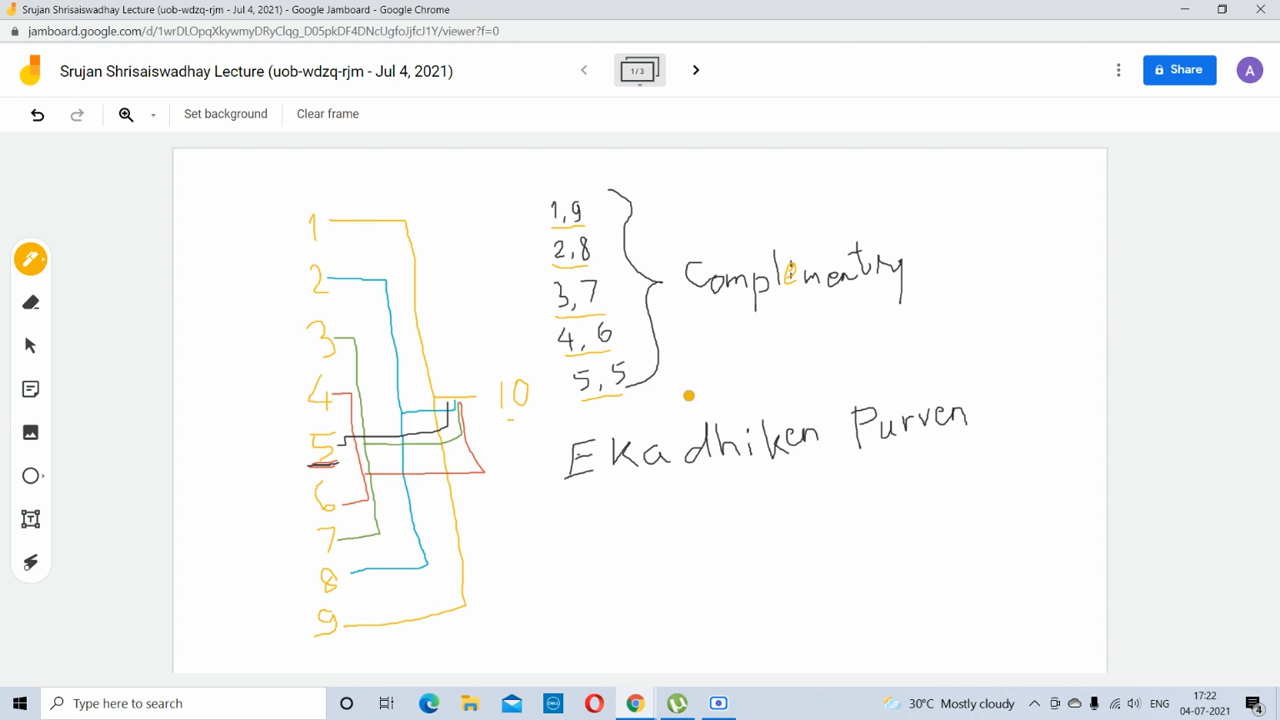 Srujan Shrisaiswadhay Lecture (uob-wdzq-rjm - Jul 4, 2021) - Google Jamboard - Google Chrome
jamboard.google.com/d/1wrDLOpqXkywmyDRyClqg_D05pkDF4DNcUgfoJjfcJ1Y/viewer?f=0
Srujan Shrisaiswadhay Lecture (uob-wdzq-rjm - Jul 4, 2021)
1/3
Share
A
Set background
Clear frame
1
2
3
4
5
6
7
8
9
10
1,9
2,8
3,7
4,6
5,5
Complementry
Ekadhiken Purven
Type here to search
DELL
30°C Mostly cloudy
ENG
17:22
04-07-2021
4